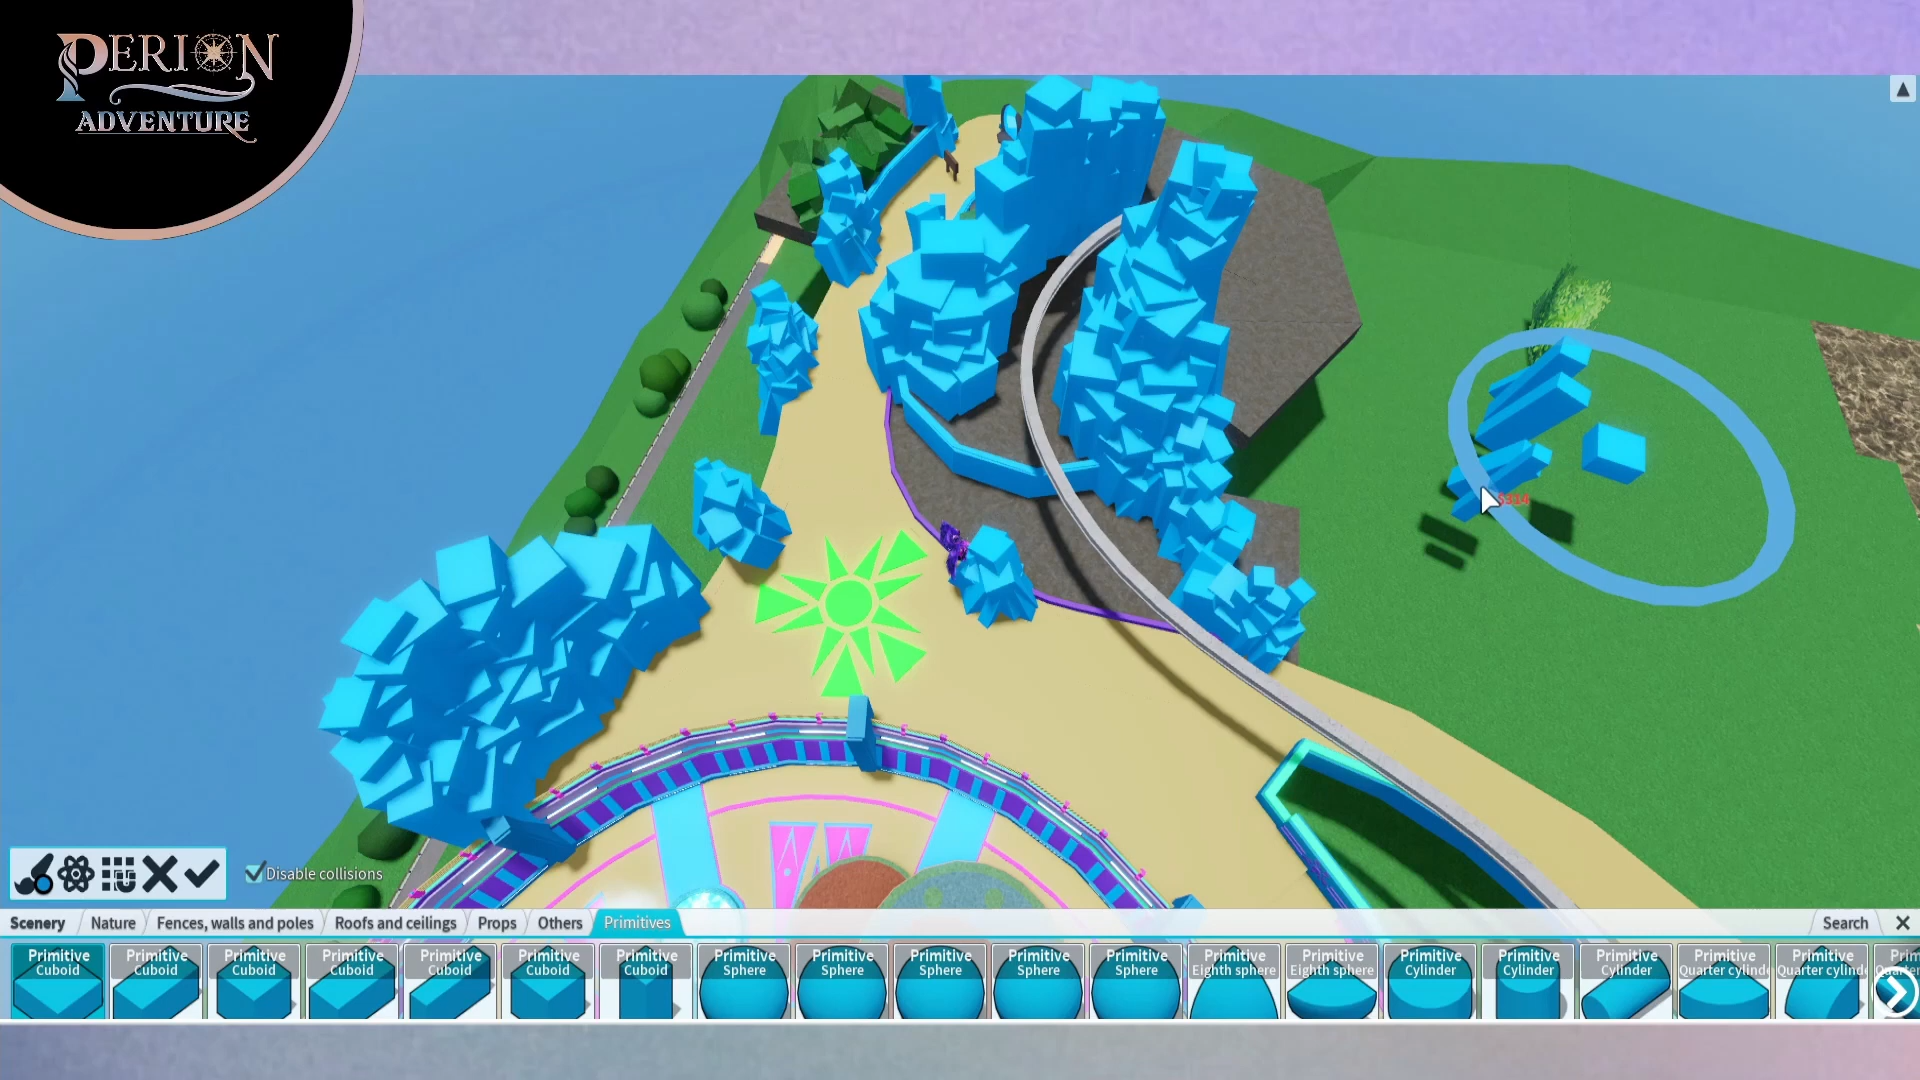 PERION
ADVENTURE
$314
Disable collisions
Scenery Nature Fences, walls and poles Roofs and ceilings Props Others Primitives Search
Primitive Cuboid
Primitive Cuboid
Primitive Cuboid
Primitive Cuboid
Primitive Cuboid
Primitive Cuboid
Primitive Cuboid
Primitive Sphere
Primitive Sphere
Primitive Sphere
Primitive Sphere
Primitive Sphere
Primitive Eighth sphere
Primitive Eighth sphere
Primitive Cylinder
Primitive Cylinder
Primitive Cylinder
Primitive Quarter cylind
Primitive Quarter cylind